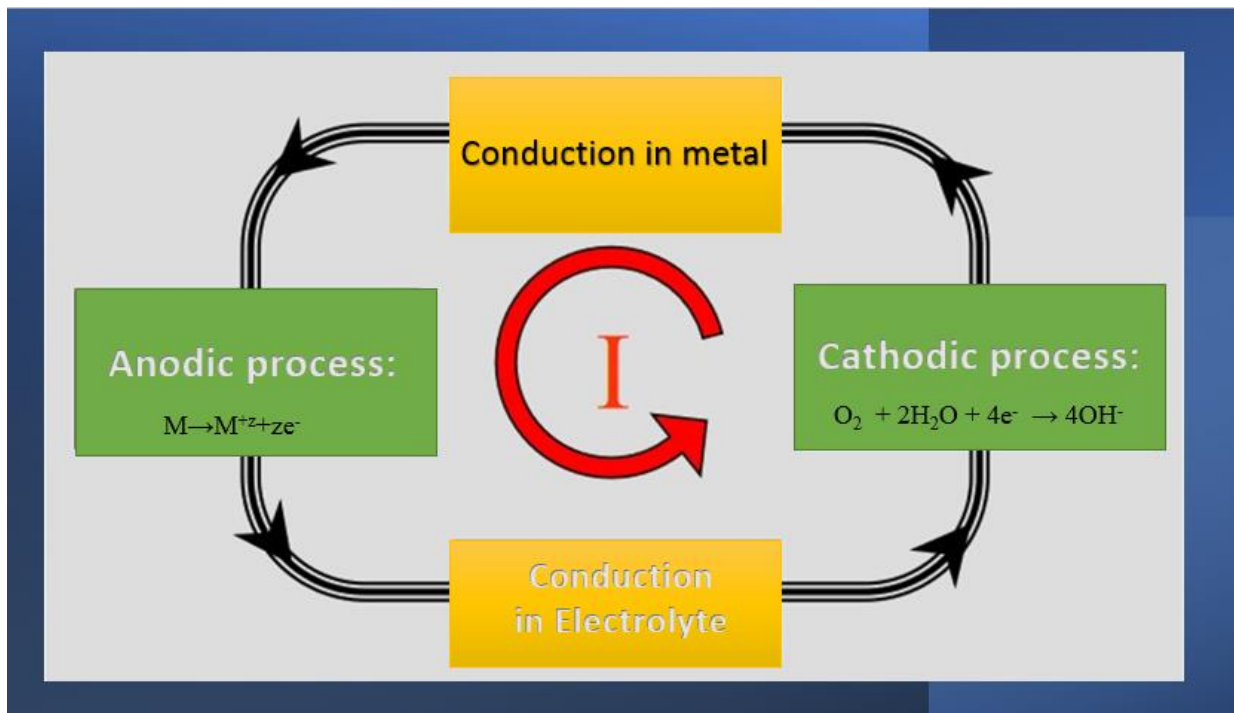 Conduction in metal
Anodic process:
M→M⁺ᶻ+ze⁻
I
Cathodic process:
O₂ + 2H₂O + 4e⁻ → 4OH⁻
Conduction
in Electrolyte